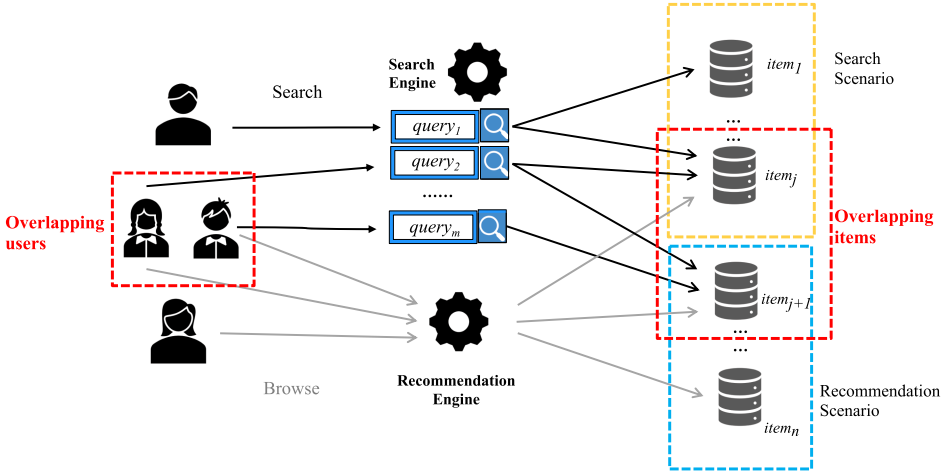 Search
Search
Engine
query1
query2
......
querym
Overlapping
users
Browse
Recommendation
Engine
item1
...
...
itemj
itemj+1
...
...
itemn
Search
Scenario
Overlapping
items
Recommendation
Scenario